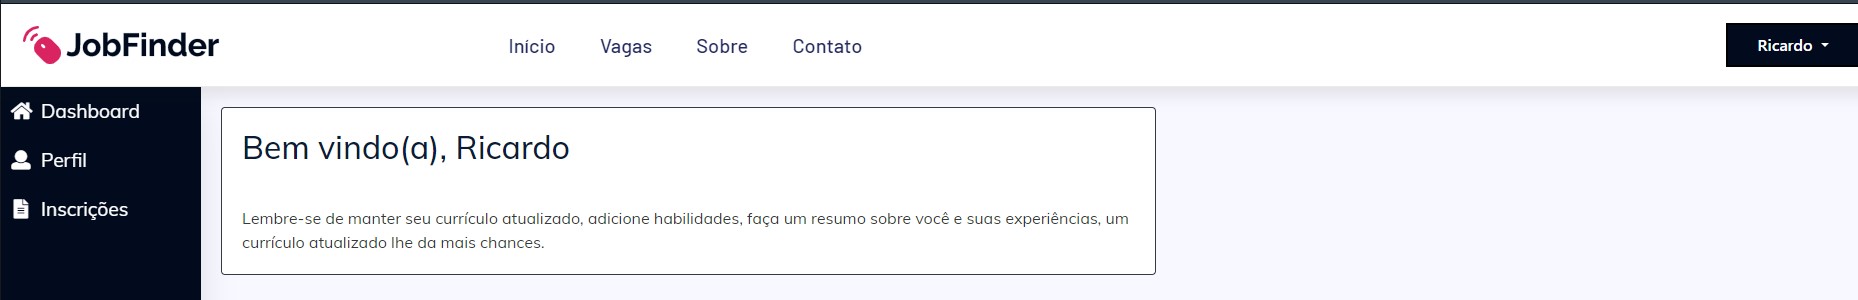 JobFinder
Início
Vagas
Sobre
Contato
Ricardo
Dashboard
Perfil
Inscrições
Bem vindo(a), Ricardo
Lembre-se de manter seu currículo atualizado, adicione habilidades, faça um resumo sobre você e suas experiências, um
currículo atualizado lhe da mais chances.